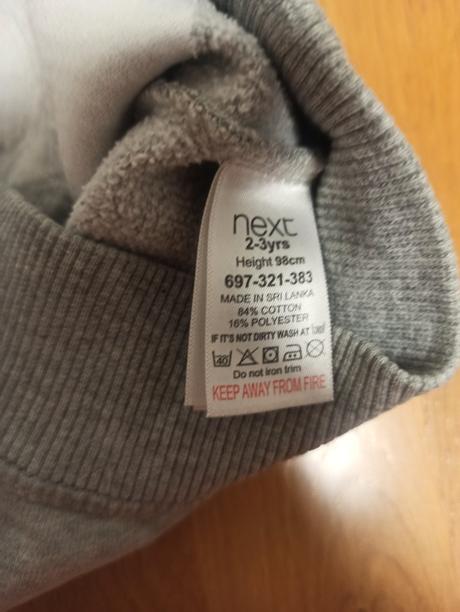 next
2-3yrs
Height 98cm
697-321-383
MADE IN SRI LANKA
84% COTTON
16% POLYESTER
IF IT'S NOT DIRTY WASH AT
40
Do not iron trim
KEEP AWAY FROM FIRE